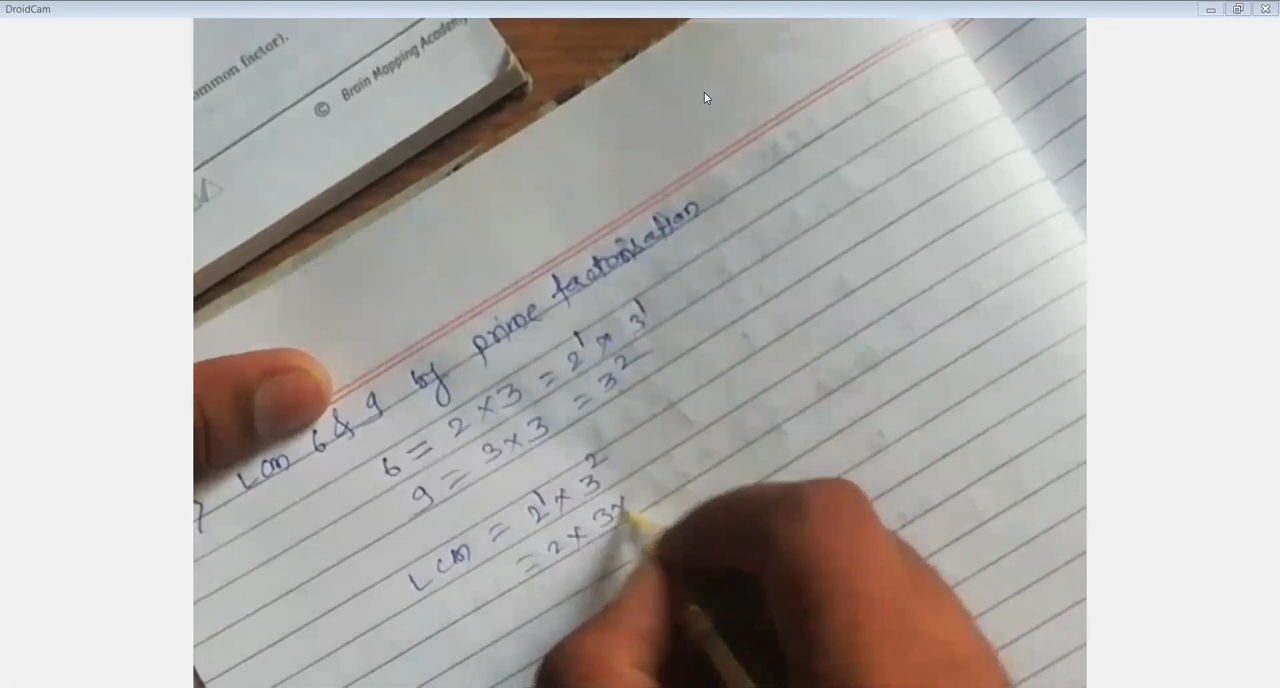 DroidCam
ommon factor).
© Brain Mapping Academy
LCM 6 & 9 by prime factorisation
6 = 2 × 3 = 2¹ × 3¹
9 = 3 × 3 = 3²
LCM = 2¹ × 3²
= 2 × 3 ×